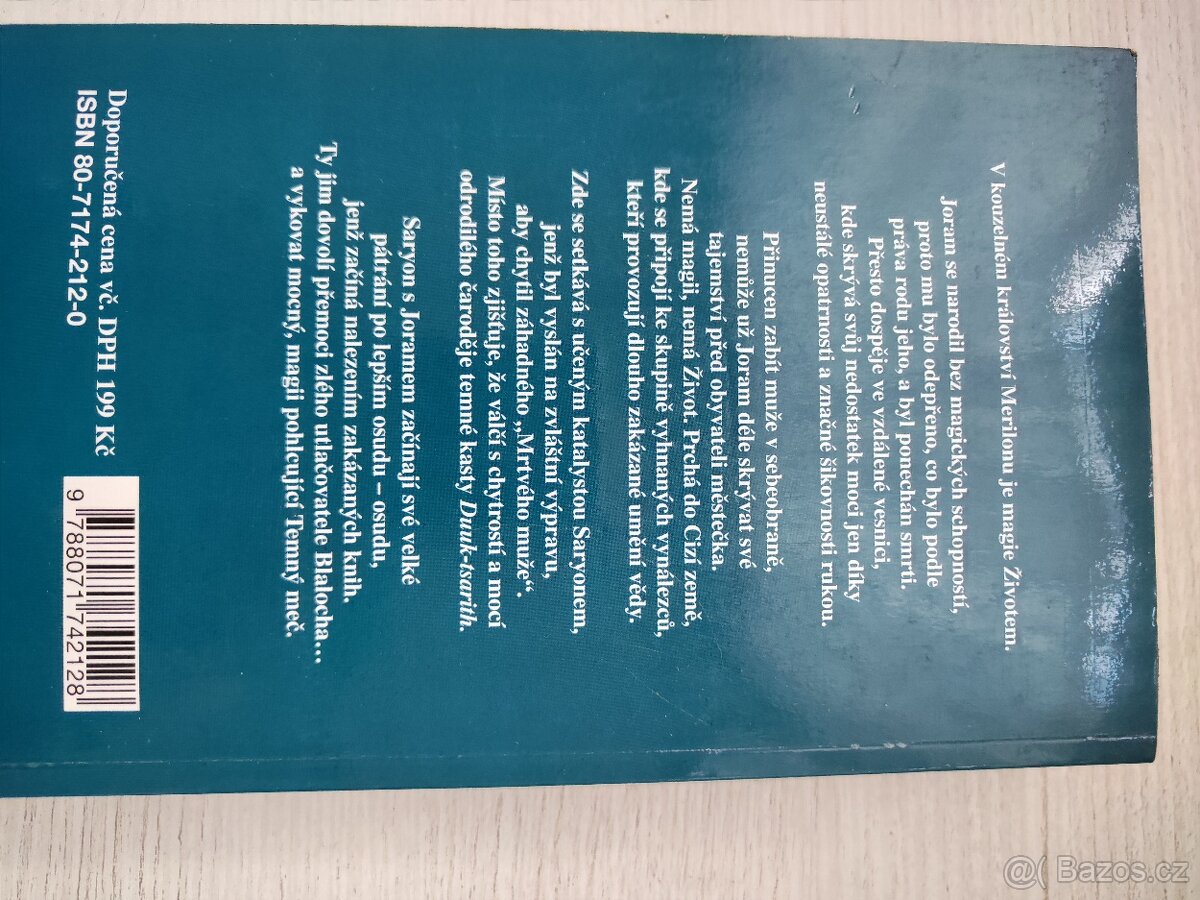 V kouzelném království Merilonu je magie Životem.
Joram se narodil bez magických schopností,
proto mu bylo odepřeno, co bylo podle
práva rodu jeho, a byl ponechán smrti.
Přesto dospěje ve vzdálené vesnici,
kde skrývá svůj nedostatek moci jen díky
neustálé opatrnosti a značné šikovnosti rukou.
Přinucen zabít muže v sebeobraně,
nemůže už Joram déle skrývat své
tajemství před obyvateli městečka.
Nemá magii, nemá Život. Prchá do Cizí země,
kde se připojí ke skupině vyhnaných vynálezců,
kteří provozují dlouho zakázané umění vědy.
Zde se setkává s učeným katalystou Saryonem,
jenž byl vyslán na zvláštní výpravu,
aby chytil záhadného „Mrtvého muže“.
Místo toho zjišťuje, že válčí s chytrostí a mocí
odrodilého čaroděje temné kasty Duuk-tsarith.
Saryon s Joramem začínají své velké
pátrání po lepším osudu – osudu,
jenž začíná nalezením zakázaných knih.
Ty jim dovolí přemoci zlého utlačovatele Blalocha...
a vykovat mocný, magii pohlcující Temný meč.
Doporučená cena vč. DPH 199 Kč
ISBN 80-7174-212-0
9 788071 742128
@ Bazos.cz